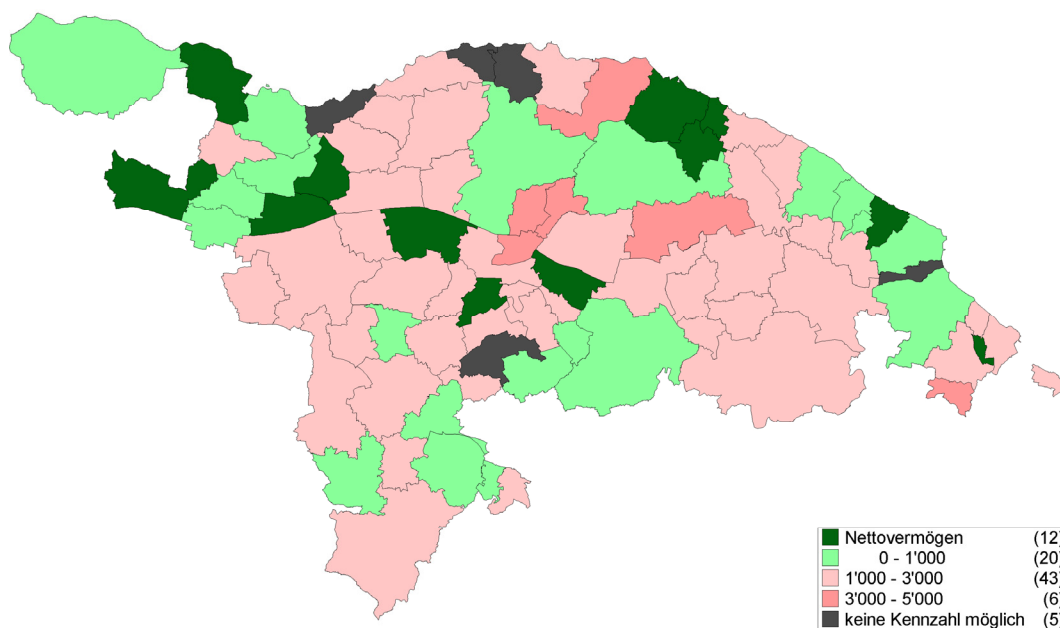 Nettovermögen (12)
0 - 1'000 (20)
1'000 - 3'000 (43)
3'000 - 5'000 (6)
keine Kennzahl möglich (5)